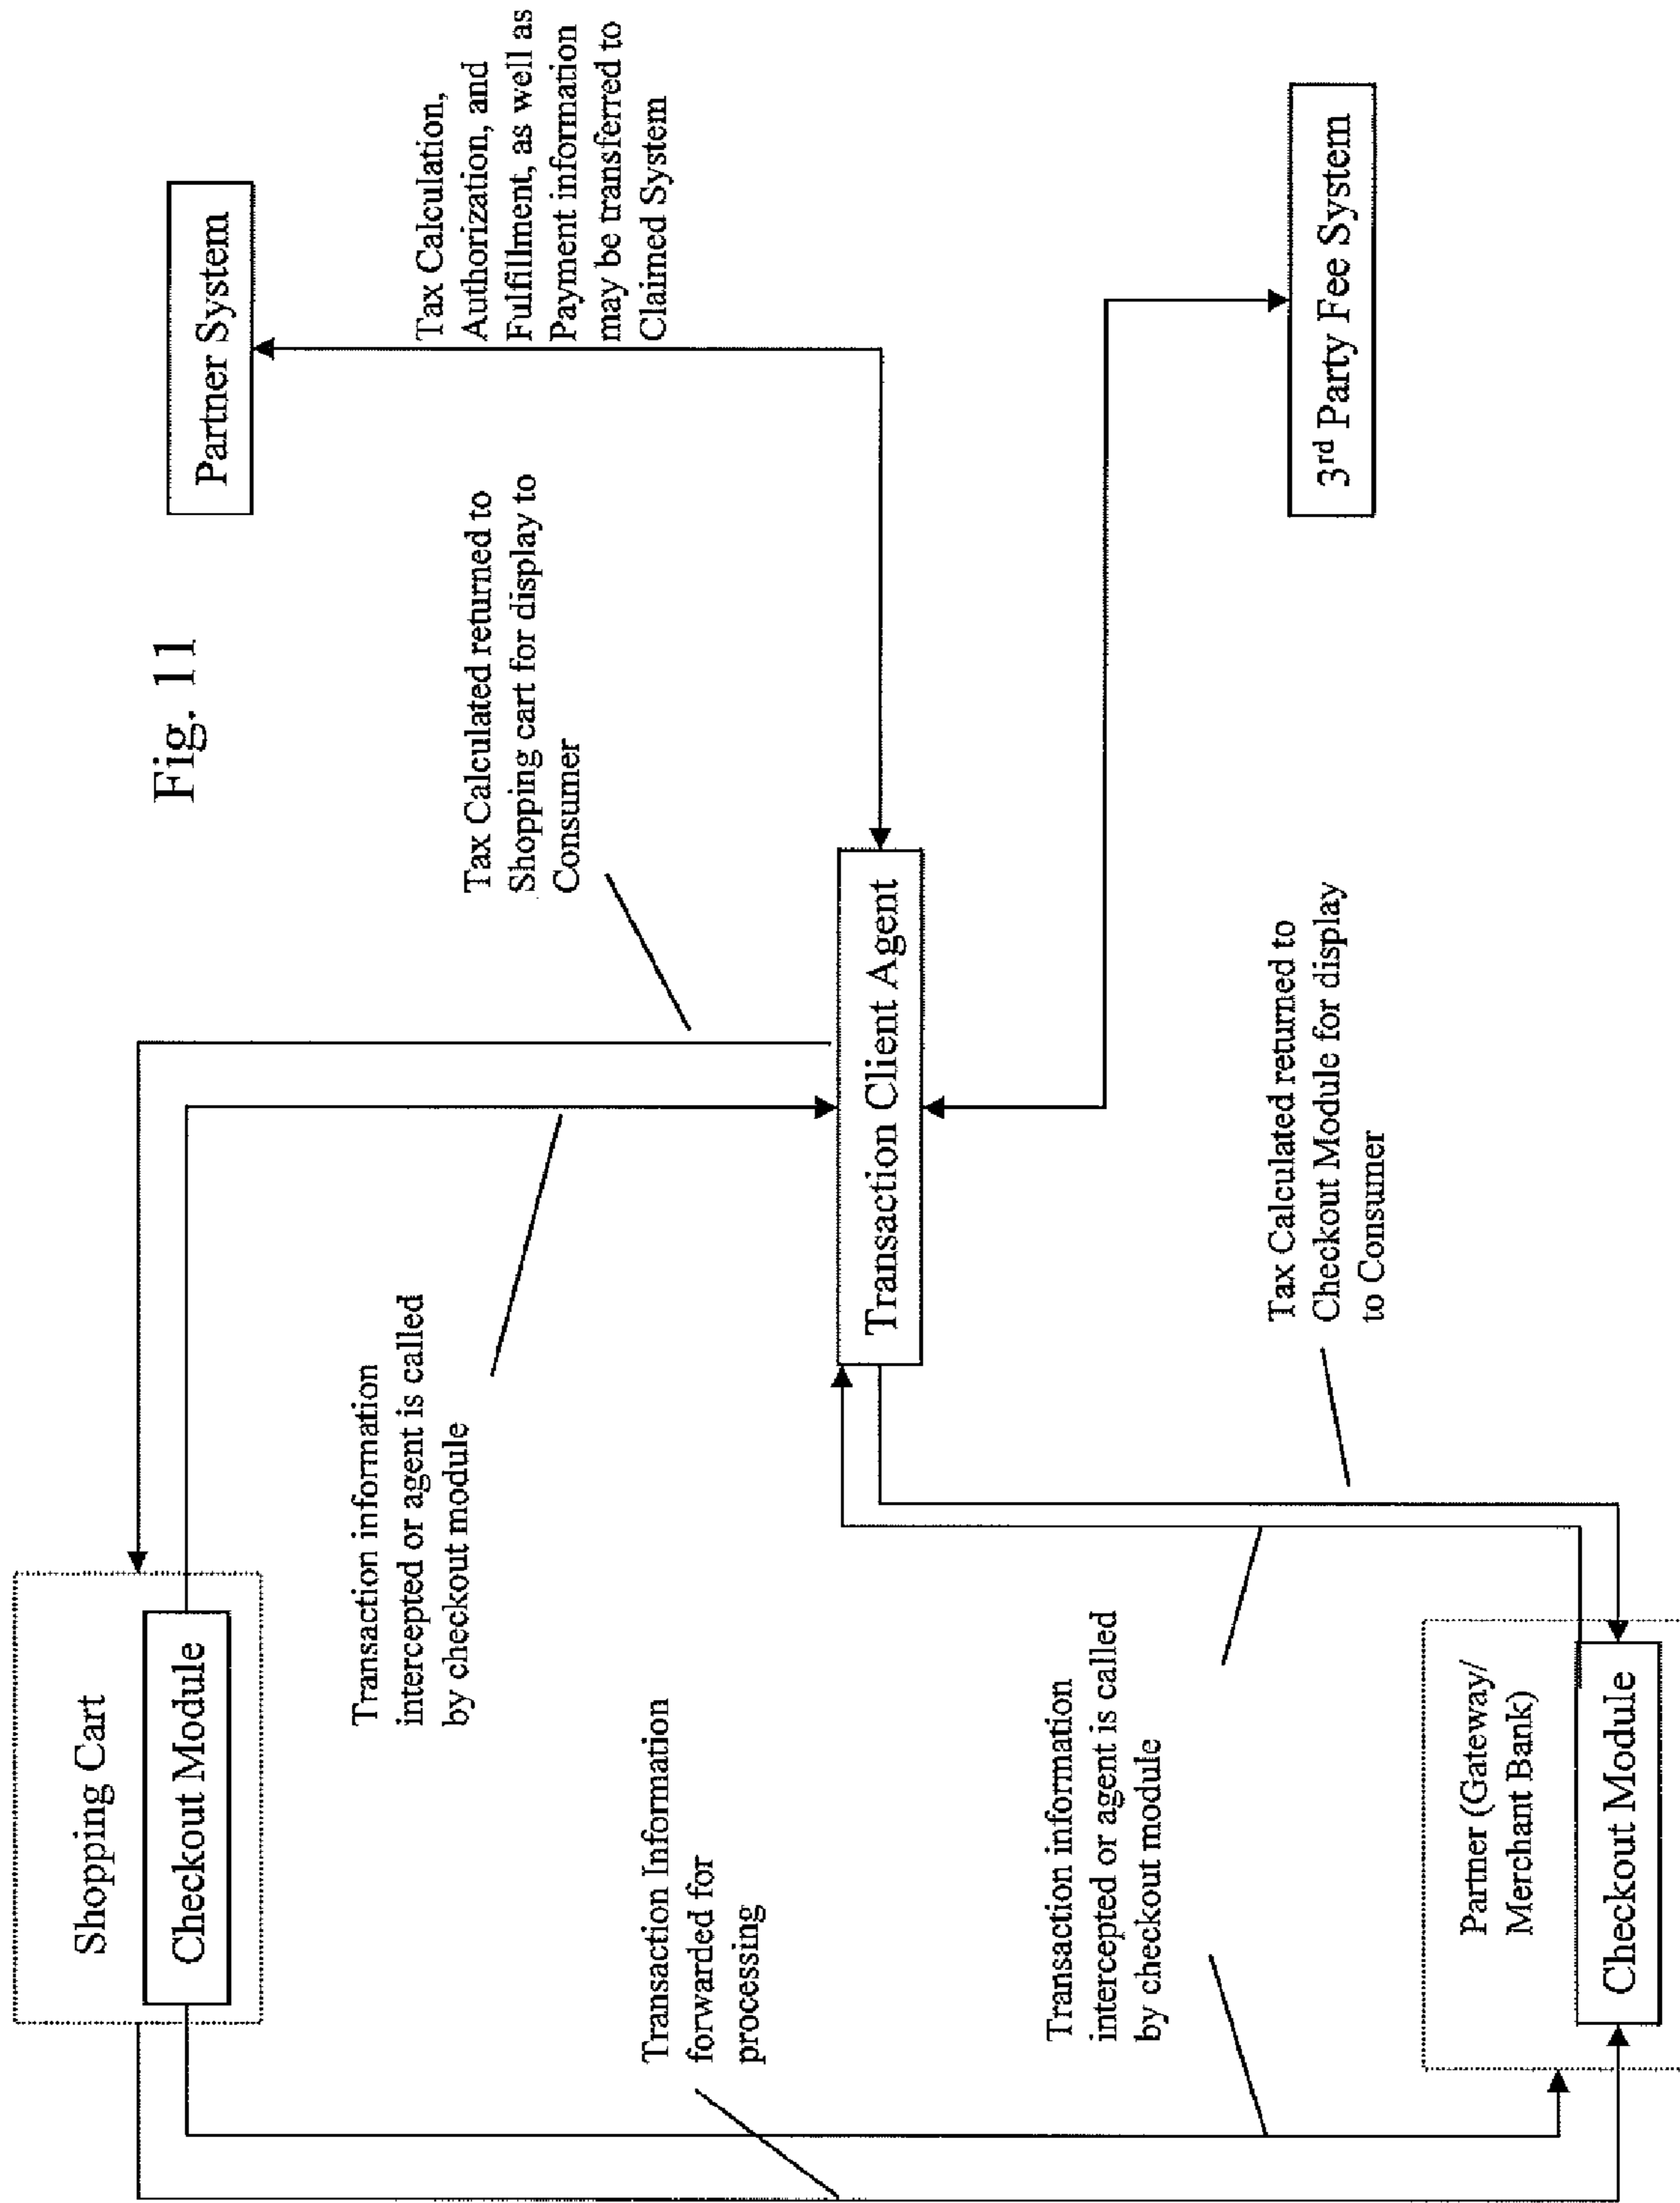 Fig. 11
Shopping Cart
Checkout Module
Transaction information
intercepted or agent is called
by checkout module
Tax Calculated returned to
Shopping cart for display to
Consumer
Partner System
Tax Calculation,
Authorization, and
Fulfillment, as well as
Payment information
may be transferred to
Claimed System
Transaction Information
forwarded for
processing
Transaction Client Agent
Transaction information
intercepted or agent is called
by checkout module
Tax Calculated returned to
Checkout Module for display
to Consumer
3rd Party Fee System
Partner (Gateway/
Merchant Bank)
Checkout Module